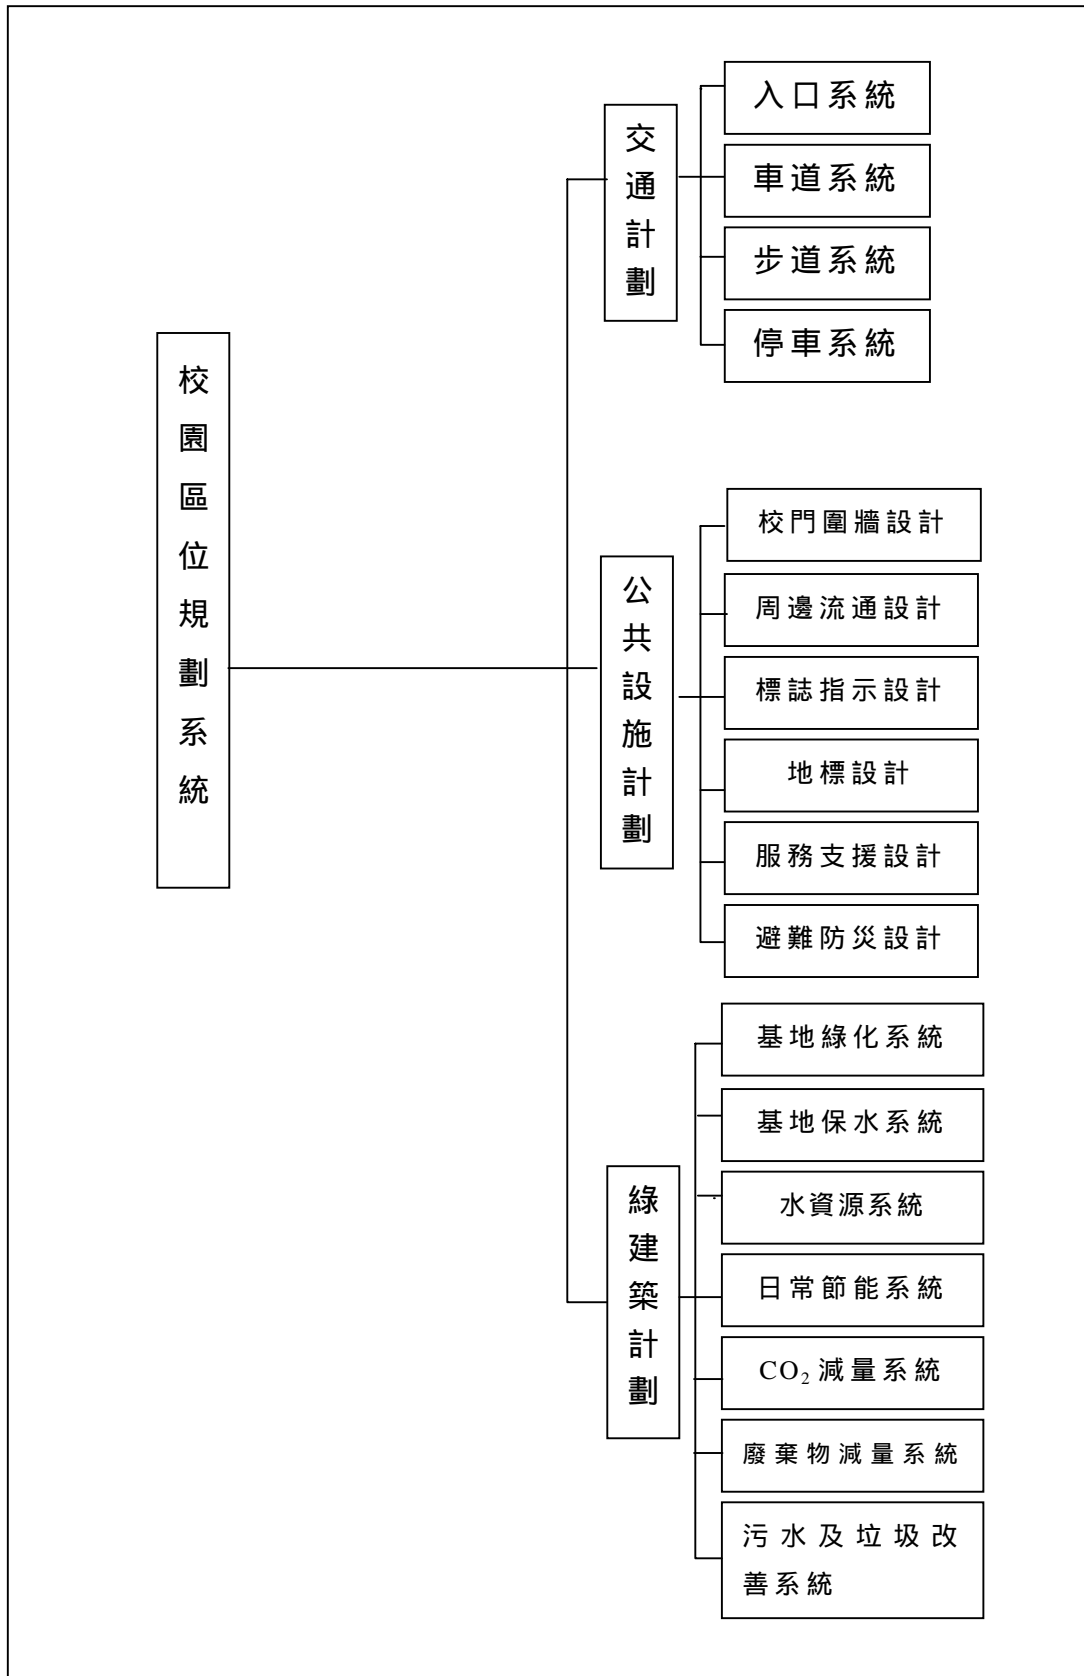 校園區位規劃系統
交通計劃
入口系統
車道系統
步道系統
停車系統
公共設施計劃
校門圍牆設計
周邊流通設計
標誌指示設計
地標設計
服務支援設計
避難防災設計
綠建築計劃
基地綠化系統
基地保水系統
水資源系統
日常節能系統
CO₂減量系統
廢棄物減量系統
污水及垃圾改
善系統